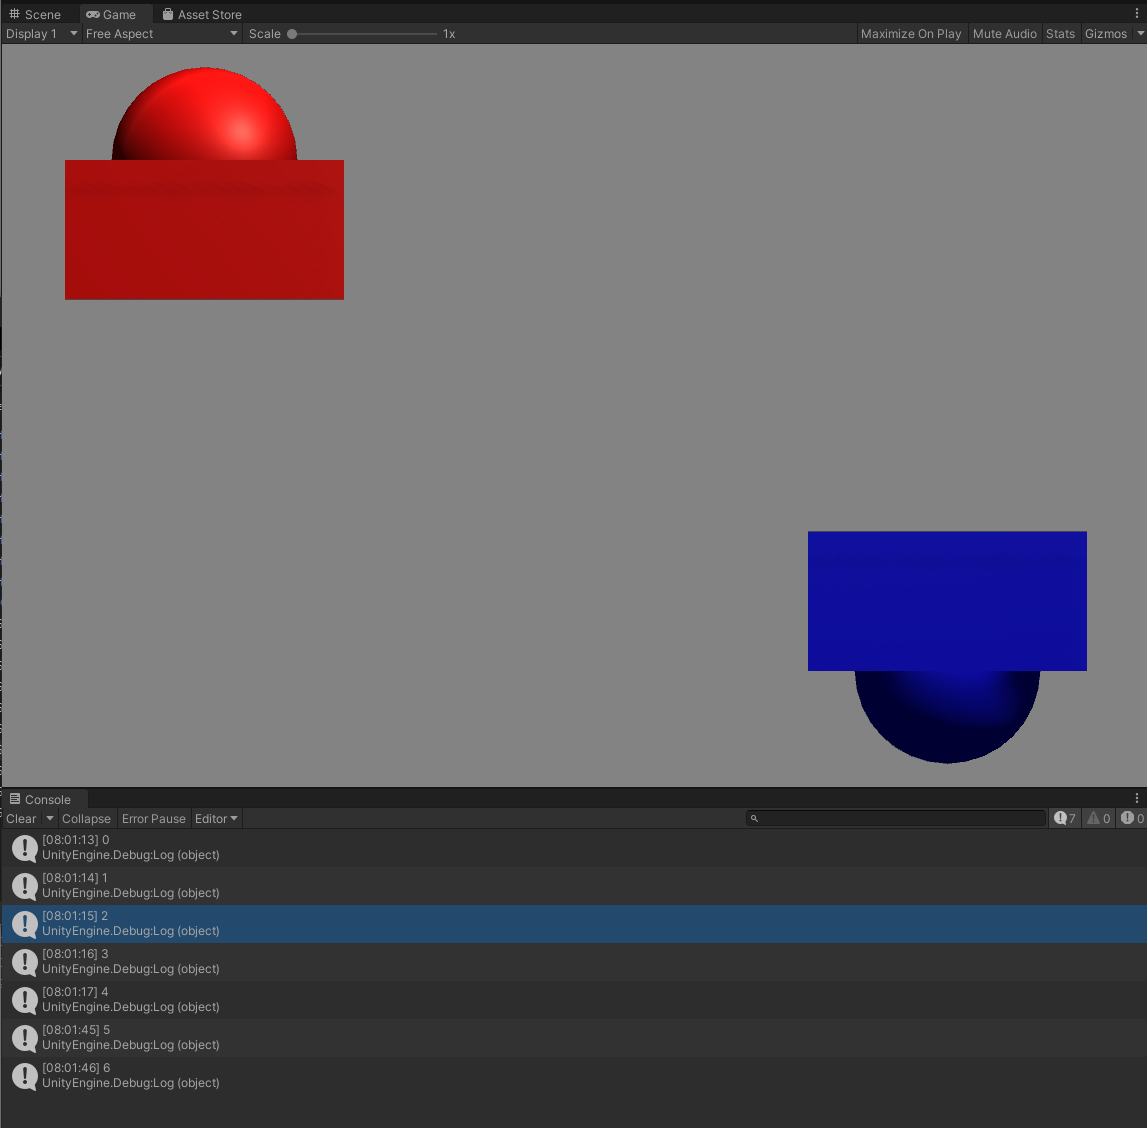 Scene Game Asset Store
Display 1 Free Aspect Scale 1x Maximize On Play Mute Audio Stats Gizmos
Console
Clear Collapse Error Pause Editor 7 0 0
[08:01:13] 0
UnityEngine.Debug:Log (object)
[08:01:14] 1
UnityEngine.Debug:Log (object)
[08:01:15] 2
UnityEngine.Debug:Log (object)
[08:01:16] 3
UnityEngine.Debug:Log (object)
[08:01:17] 4
UnityEngine.Debug:Log (object)
[08:01:45] 5
UnityEngine.Debug:Log (object)
[08:01:46] 6
UnityEngine.Debug:Log (object)